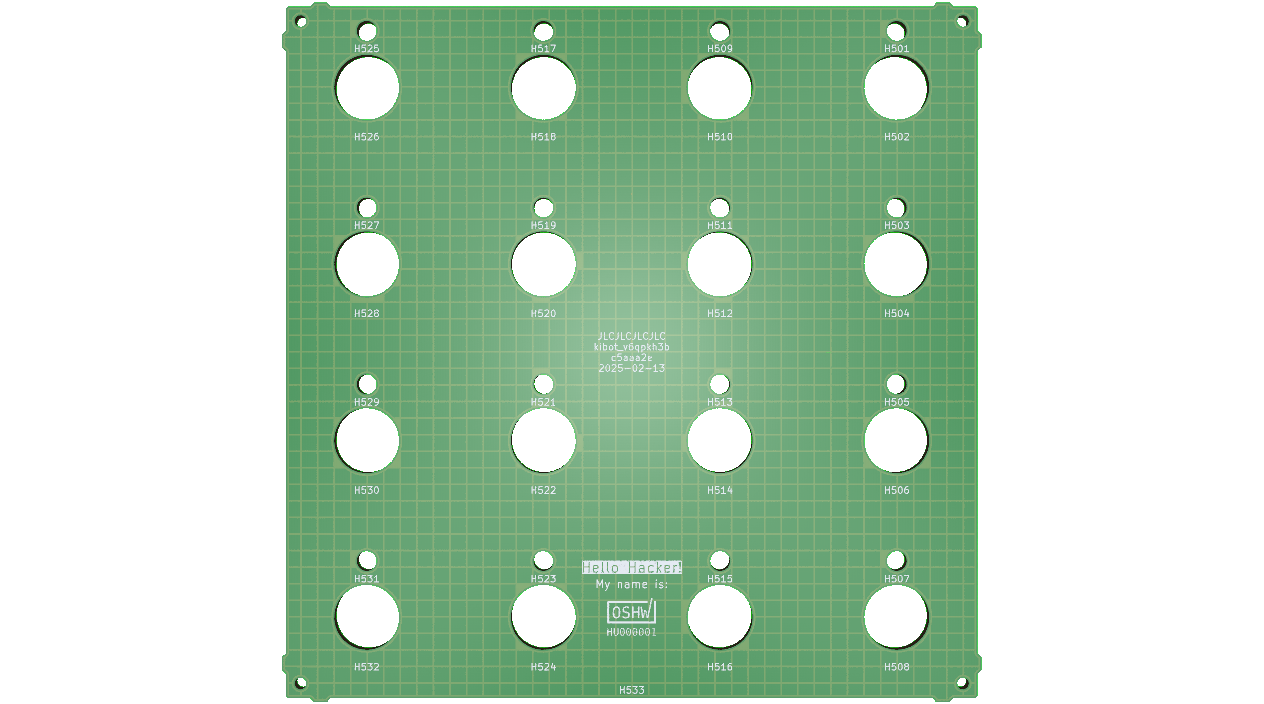 H525 H517 H509 H501
H526 H518 H510 H502
H527 H519 H511 H503
H528 H520 H512 H504
JLCJLCJLCJLC
kibot_v6qpkh3b
c5aaa2e
2025-02-13
H529 H521 H513 H505
H530 H522 H514 H506
Hello Hacker!
H531 H523 H515 H507
My name is:
OSHW
HU000001
H532 H524 H516 H508
H533